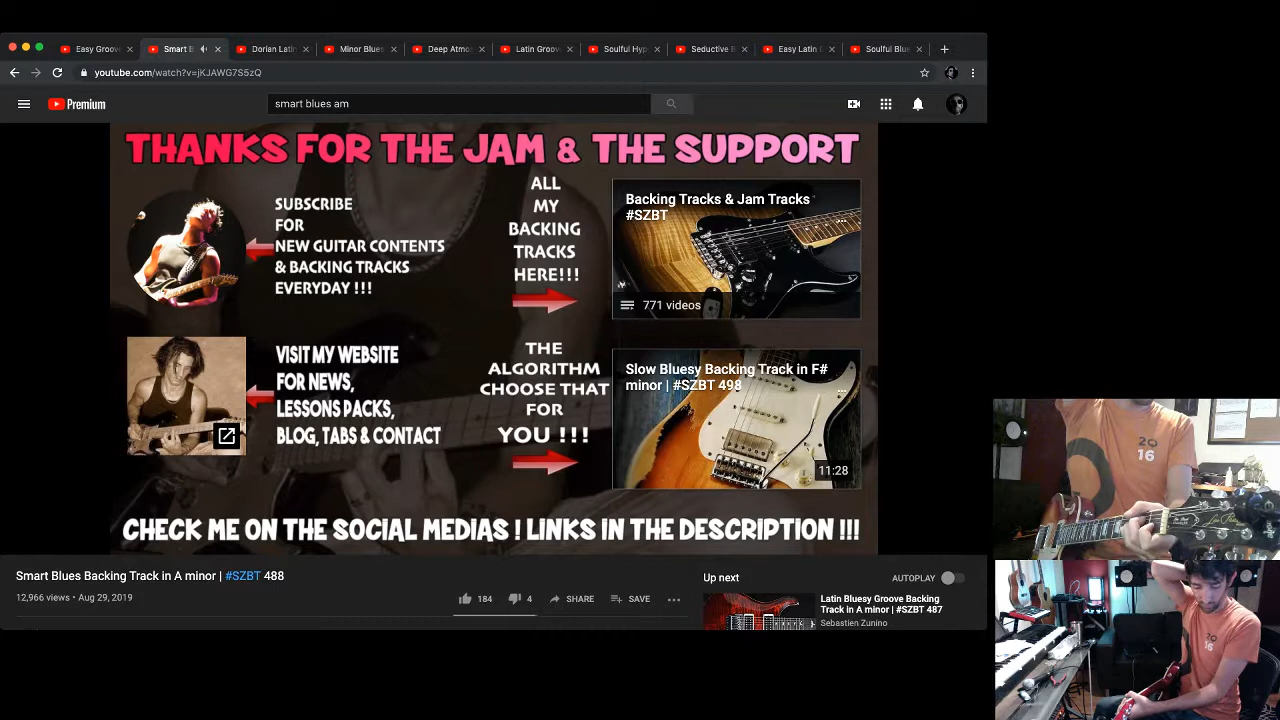 Easy Groov
Smart B
Dorian Latin
Minor Blues
Deep Atmo
Latin Groov
Soulful Hyp
Seductive B
Easy Latin G
Soulful Blue
youtube.com/watch?v=jKJAWG7S5zQ
Premium
smart blues am
THANKS FOR THE JAM & THE SUPPORT
SUBSCRIBE
FOR
NEW GUITAR CONTENTS
& BACKING TRACKS
EVERYDAY !!!
ALL
MY
BACKING
TRACKS
HERE!!!
Backing Tracks & Jam Tracks
#SZBT
771 videos
VISIT MY WEBSITE
FOR NEWS,
LESSONS PACKS,
BLOG, TABS & CONTACT
THE
ALGORITHM
CHOOSE THAT
FOR
YOU !!!
Slow Bluesy Backing Track in F#
minor | #SZBT 498
11:28
CHECK ME ON THE SOCIAL MEDIAS ! LINKS IN THE DESCRIPTION !!!
Smart Blues Backing Track in A minor | #SZBT 488
12,966 views • Aug 29, 2019
184
4
SHARE
SAVE
Up next
AUTOPLAY
Latin Bluesy Groove Backing
Track in A minor | #SZBT 487
Sebastien Zunino
20
16
20
16